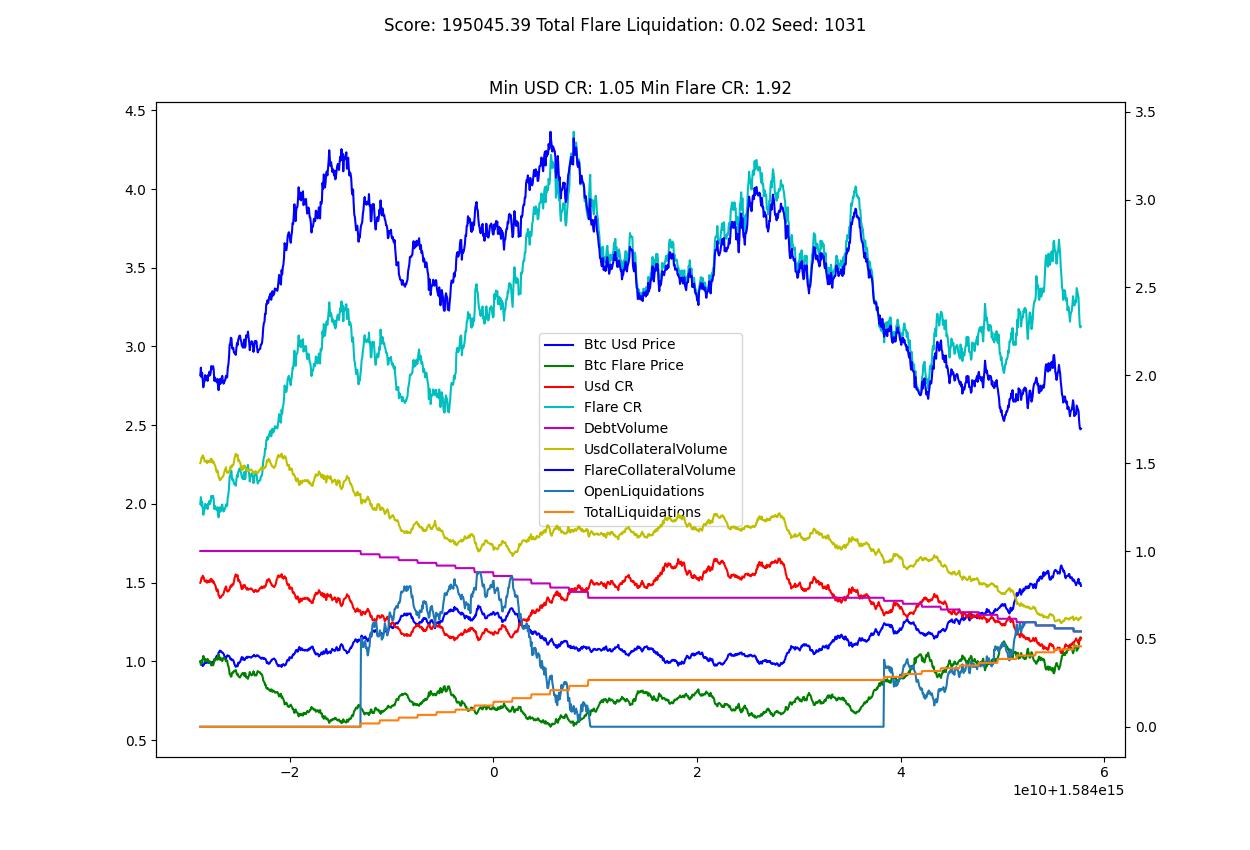 Score: 195045.39 Total Flare Liquidation: 0.02 Seed: 1031
Min USD CR: 1.05 Min Flare CR: 1.92
4.5
4.0
3.5
3.0
2.5
2.0
1.5
1.0
0.5
3.5
3.0
2.5
2.0
1.5
1.0
0.5
0.0
Btc Usd Price
Btc Flare Price
Usd CR
Flare CR
DebtVolume
UsdCollateralVolume
FlareCollateralVolume
OpenLiquidations
TotalLiquidations
−2 0 2 4 6
1e10+1.584e15